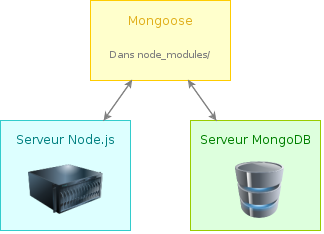 Mongoose
Dans node_modules/
Serveur Node.js
Serveur MongoDB